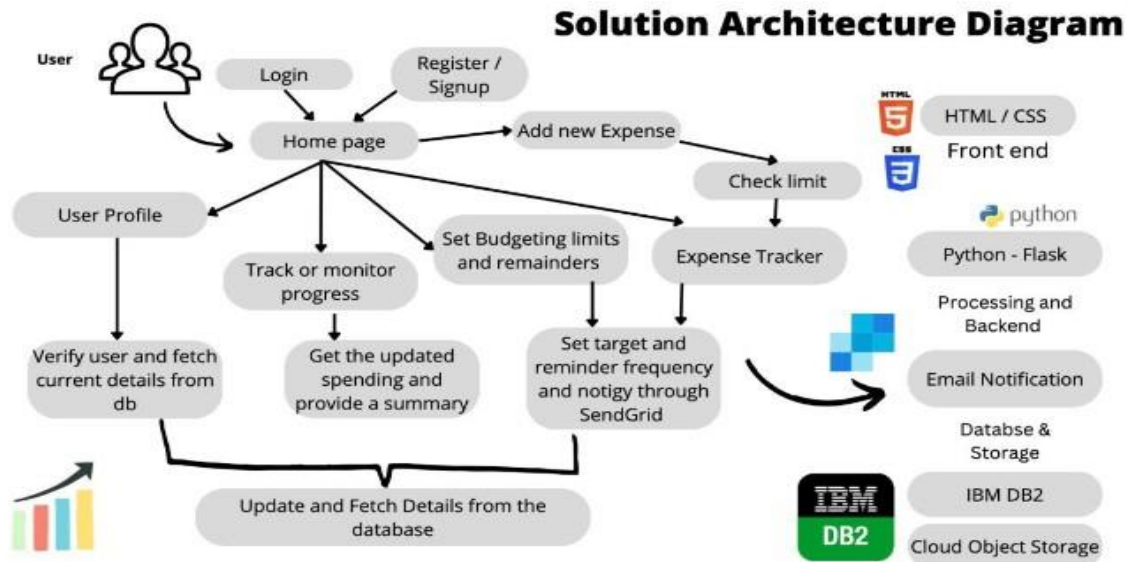 Solution Architecture Diagram
User
Login
Register /
Signup
Home page
Add new Expense
Check limit
User Profile
Track or monitor
progress
Set Budgeting limits
and remainders
Expense Tracker
Verify user and fetch
current details from
db
Get the updated
spending and
provide a summary
Set target and
reminder frequency
and notigy through
SendGrid
Update and Fetch Details from the
database
HTML
5
CSS
3
HTML / CSS
Front end
python
Python - Flask
Processing and
Backend
Email Notification
Databse &
Storage
IBM
DB2
IBM DB2
Cloud Object Storage